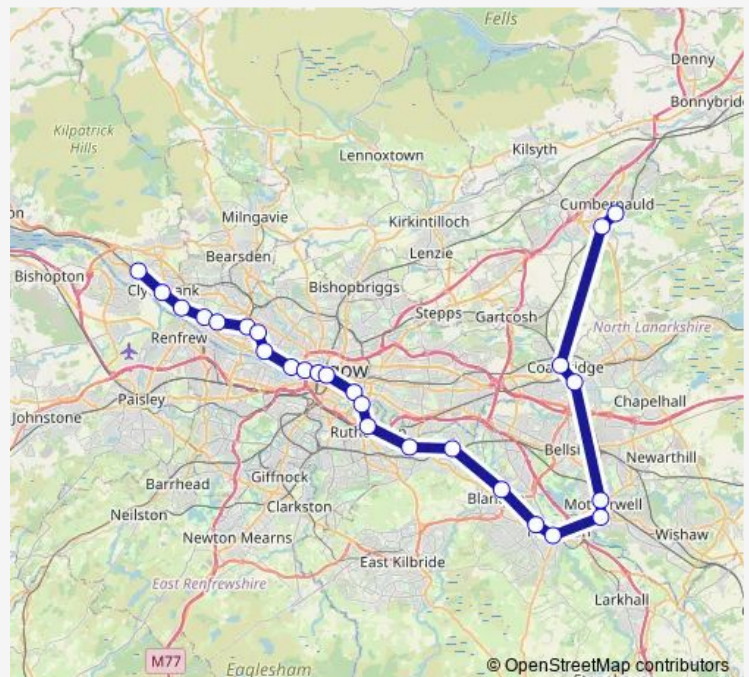 Fells
Denny
Bonnybrid
Kilpatrick
Hills
Lennoxtown
Kilsyth
Cumbernauld
on
Milngavie
Kirkintilloch
Bearsden
Lenzie
Bishopton
Bishopbriggs
Stepps
Gartcosh
North Lanarkshire
Renfrew
ow
Paisley
Chapelhall
Johnstone
Bellsi
Newarthill
Barrhead
Giffnock
Clarkston
Neilston
Newton Mearns
Wishaw
East Kilbride
East Renfrewshire
Larkhall
M77
Eaglesham
© OpenStreetMap contributors